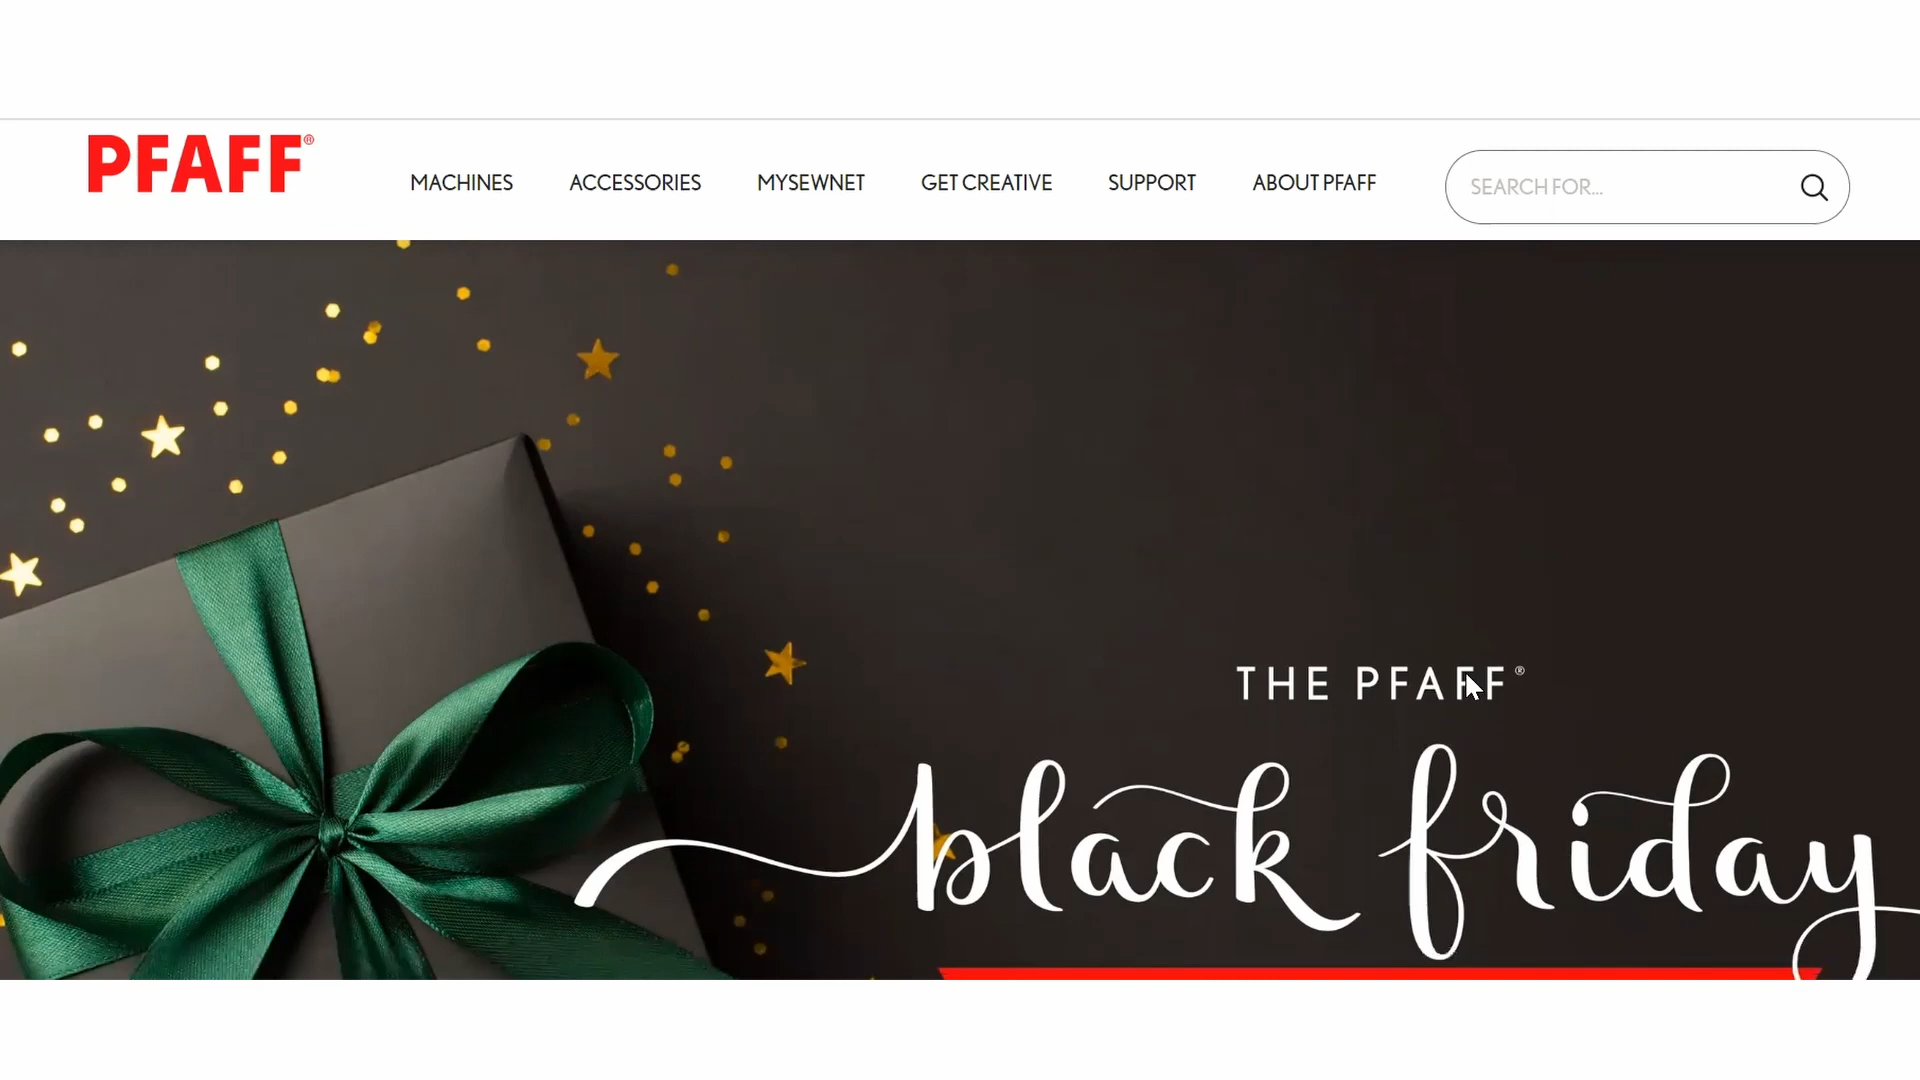 PFAFF®
MACHINES ACCESSORIES MYSEWNET GET CREATIVE SUPPORT ABOUT PFAFF
SEARCH FOR...
THE PFAFF®
black friday